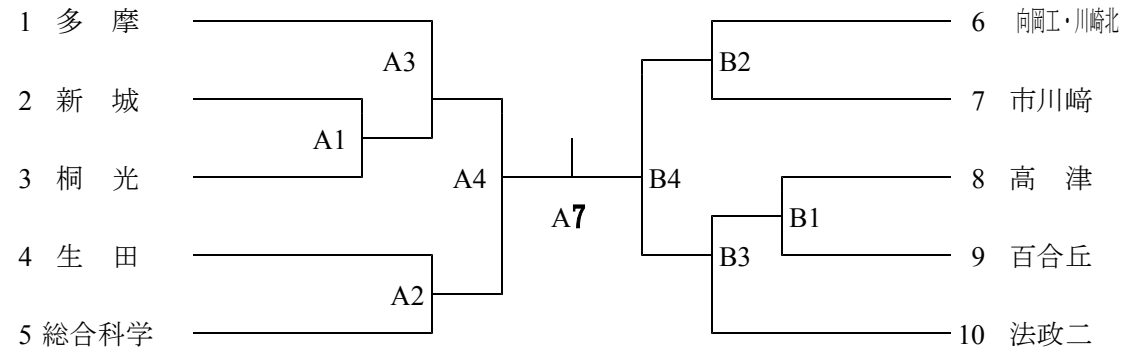 1 多 摩
6 向岡工・川崎北
A3
B2
2 新 城
7 市川﨑
A1
3 桐 光
A4
B4
8 高 津
A7
B1
4 生 田
B3
9 百合丘
A2
5 総合科学
10 法政二